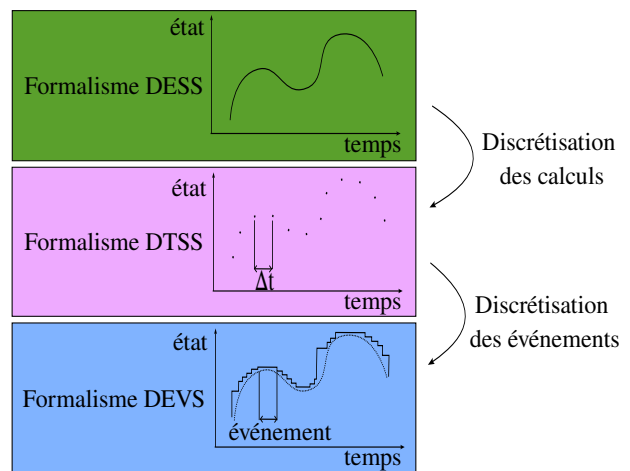 état
Formalisme DESS
temps
Discrétisation
des calculs
état
Formalisme DTSS
Δt
temps
Discrétisation
des événements
état
Formalisme DEVS
événement
temps